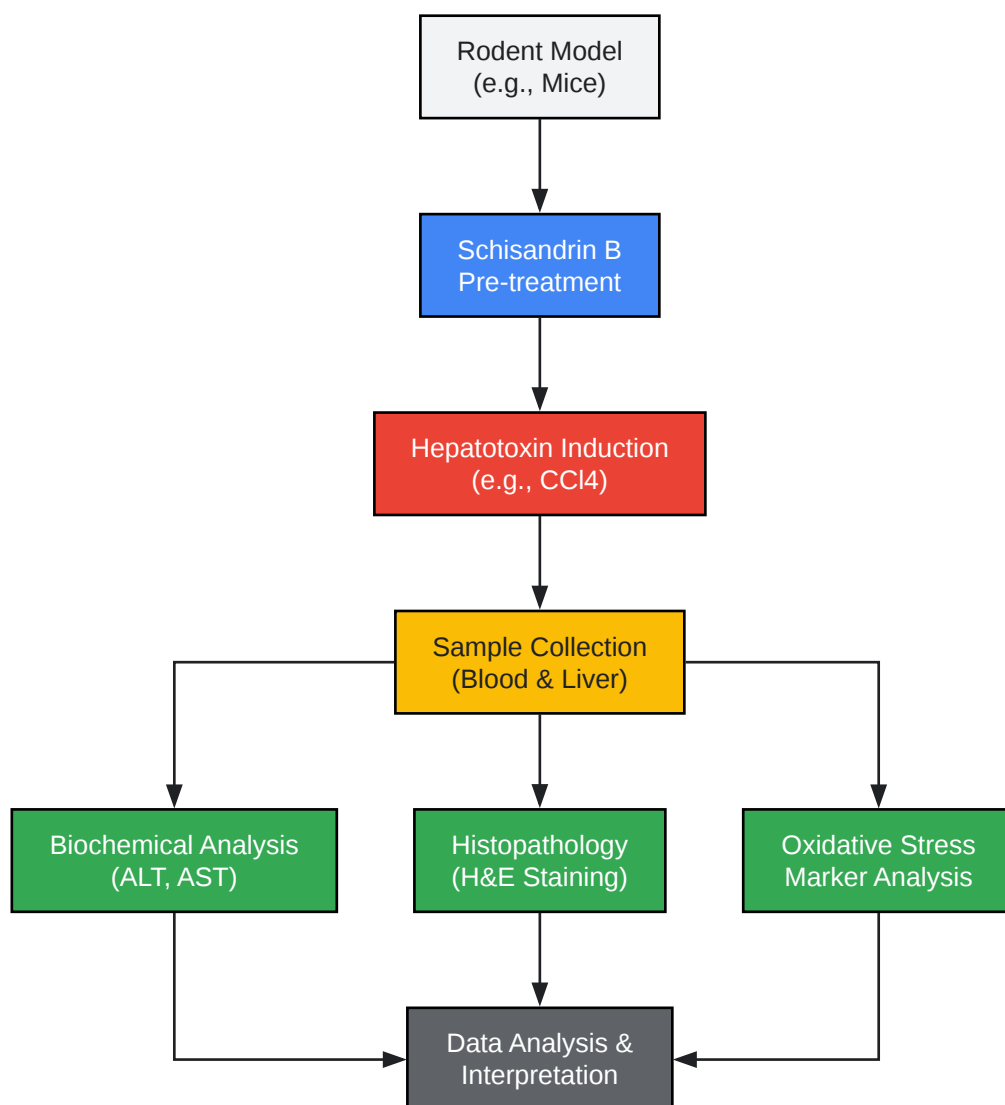 Rodent Model
(e.g., Mice)
Schisandrin B
Pre-treatment
Hepatotoxin Induction
(e.g., CCl4)
Sample Collection
(Blood & Liver)
Biochemical Analysis
(ALT, AST)
Histopathology
(H&E Staining)
Oxidative Stress
Marker Analysis
Data Analysis &
Interpretation